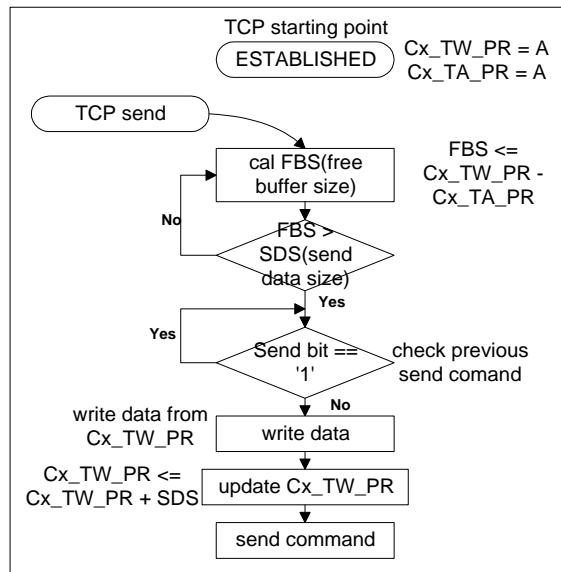 TCP starting point
ESTABLISHED
Cx_TW_PR = A
Cx_TA_PR = A
TCP send
cal FBS(free
buffer size)
FBS <=
Cx_TW_PR -
Cx_TA_PR
No
FBS >
SDS(send
data size)
Yes
Yes
Send bit ==
'1'
check previous
send comand
No
write data from
Cx_TW_PR
write data
Cx_TW_PR <=
Cx_TW_PR + SDS
update Cx_TW_PR
send command